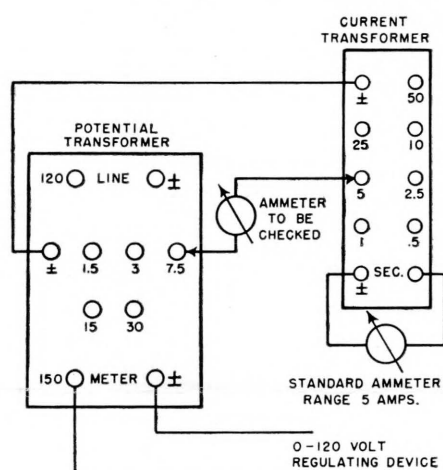 CURRENT
TRANSFORMER
± 50
25 10
5 2.5
1 .5
± SEC.
POTENTIAL
TRANSFORMER
120 LINE ±
± 1.5 3 7.5
15 30
150 METER ±
AMMETER
TO BE
CHECKED
STANDARD AMMETER
RANGE 5 AMPS.
0-120 VOLT
REGULATING DEVICE